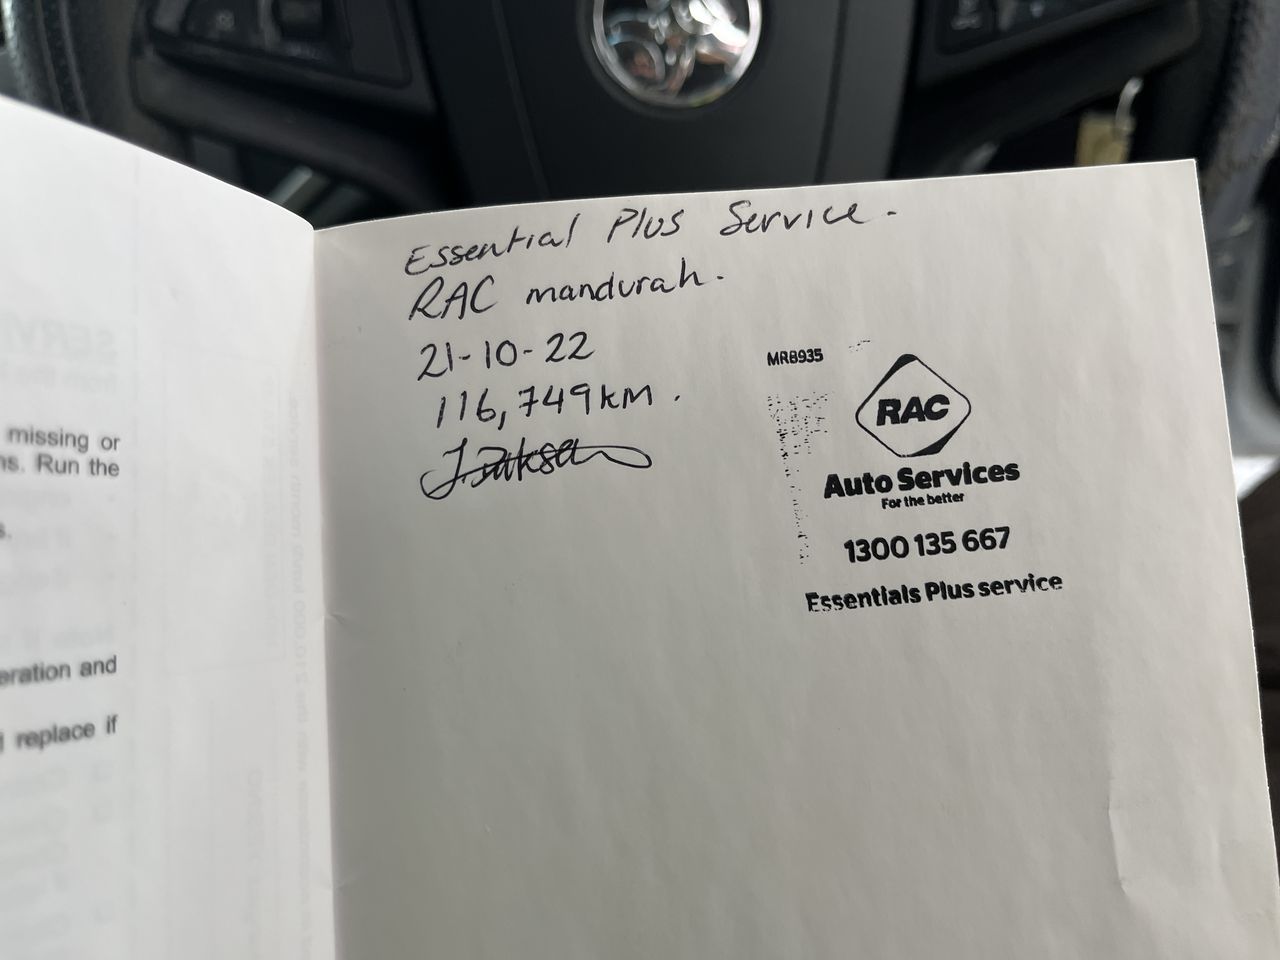 missing or
ns. Run the
s.
eration and
replace if
Essential Plus Service.
RAC mandurah.
21-10-22
116,749km.
MR8935
RAC
Auto Services
For the better
1300 135 667
Essentials Plus service